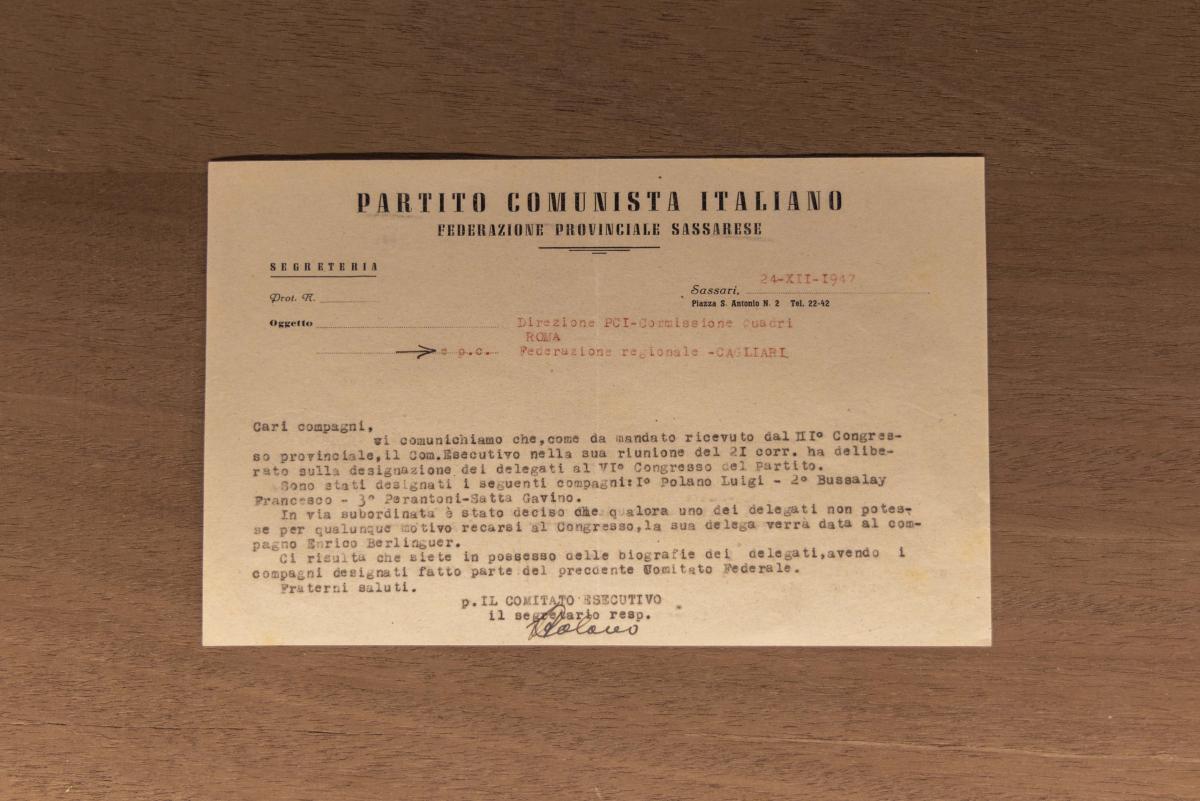 PARTITO COMUNISTA ITALIANO
FEDERAZIONE PROVINCIALE SASSARESE
SEGRETERIA
Prot. N.
Sassari, 24-XII-1947
Piazza S. Antonio N. 2 Tel. 22-42
Oggetto Direzione PCI-Commissione Quadri
ROMA
e p.c. Federazione regionale -CAGLIARI
Cari compagni,
vi comunichiamo che,come da mandato ricevuto dal III° Congres-
so provinciale,il Com.Esecutivo nella sua riunione del 2I corr. ha delibe-
rato sulla designazione dei delegati al VI° Congresso del Partito.
Sono stati designati i seguenti compagni:I° Polano Luigi - 2° Bussalay
Francesco - 3° Perantoni-Satta Gavino.
In via subordinata è stato deciso che qualora uno dei delegati non potes-
se per qualunque motivo recarsi al Congresso,la sua delega verrà data al com-
pagno Enrico Berlinguer.
Ci risulta che siete in possesso delle biografie dei delegati,avendo i
compagni designati fatto parte del precdente Comitato Federale.
Fraterni saluti.
p.IL COMITATO ESECUTIVO
il segretario resp.
Polano